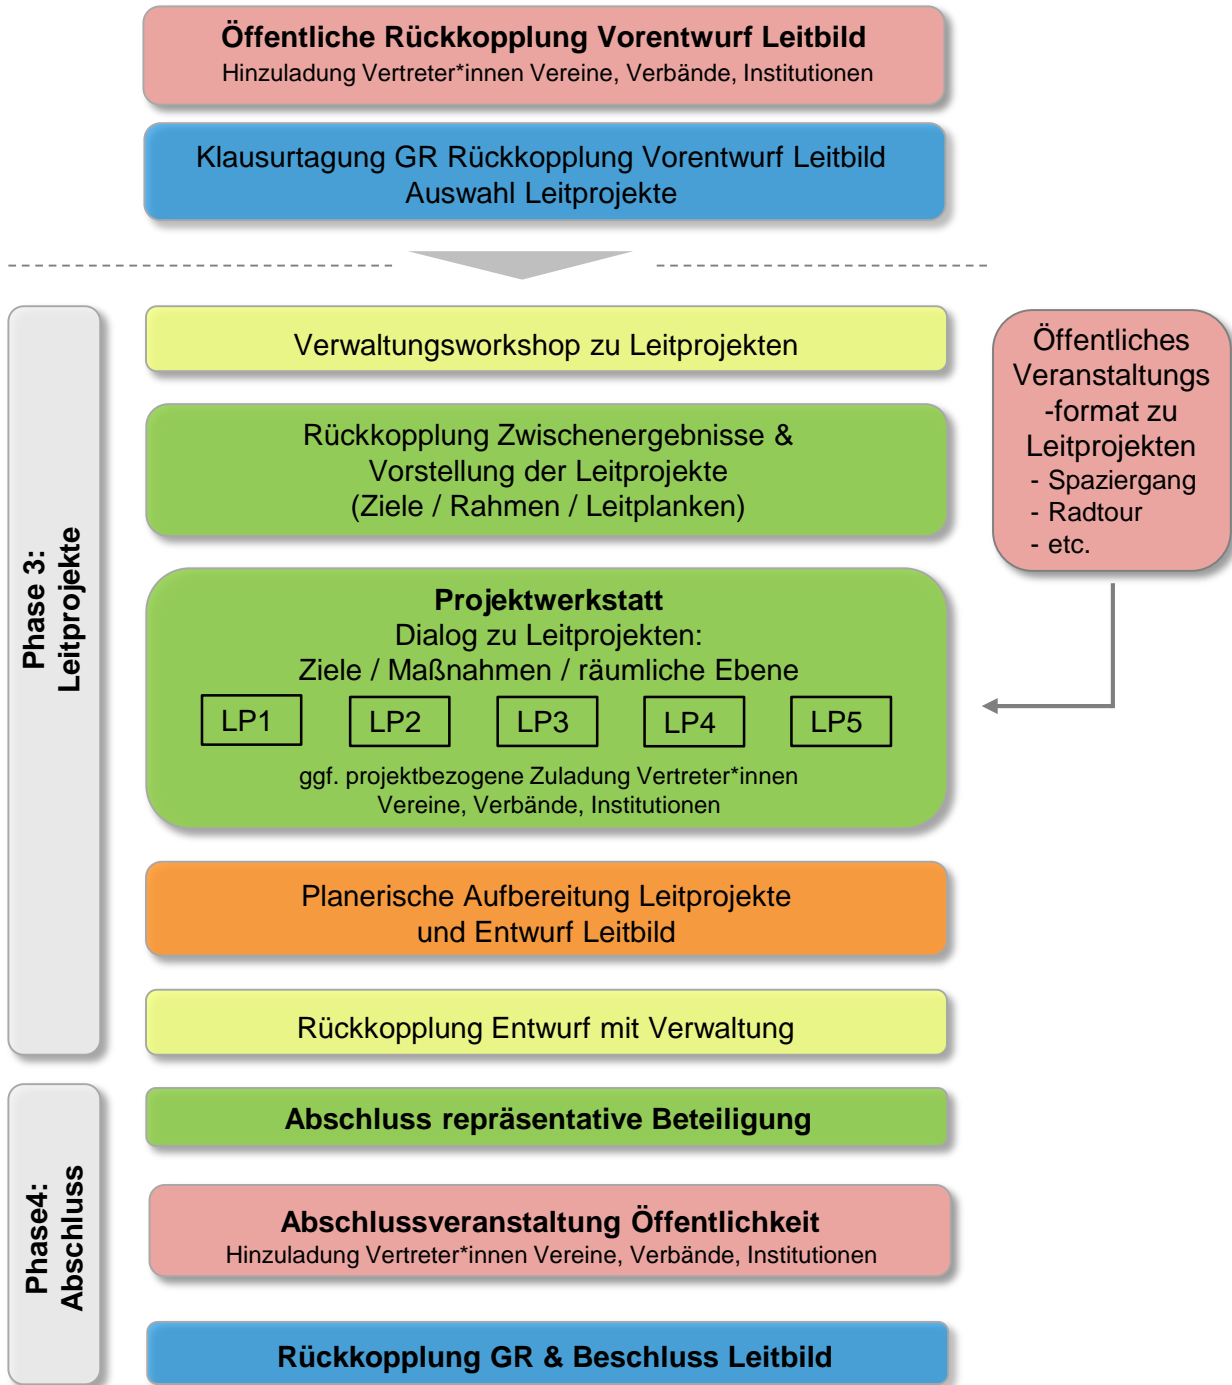 Öffentliche Rückkopplung Vorentwurf Leitbild
Hinzuladung Vertreter*innen Vereine, Verbände, Institutionen
Klausurtagung GR Rückkopplung Vorentwurf Leitbild
Auswahl Leitprojekte
Phase 3:
Leitprojekte
Verwaltungsworkshop zu Leitprojekten
Rückkopplung Zwischenergebnisse &
Vorstellung der Leitprojekte
(Ziele / Rahmen / Leitplanken)
Öffentliches
Veranstaltungs
-format zu
Leitprojekten
- Spaziergang
- Radtour
- etc.
Projektwerkstatt
Dialog zu Leitprojekten:
Ziele / Maßnahmen / räumliche Ebene
LP1 LP2 LP3 LP4 LP5
ggf. projektbezogene Zuladung Vertreter*innen
Vereine, Verbände, Institutionen
Planerische Aufbereitung Leitprojekte
und Entwurf Leitbild
Rückkopplung Entwurf mit Verwaltung
Phase4:
Abschluss
Abschluss repräsentative Beteiligung
Abschlussveranstaltung Öffentlichkeit
Hinzuladung Vertreter*innen Vereine, Verbände, Institutionen
Rückkopplung GR & Beschluss Leitbild